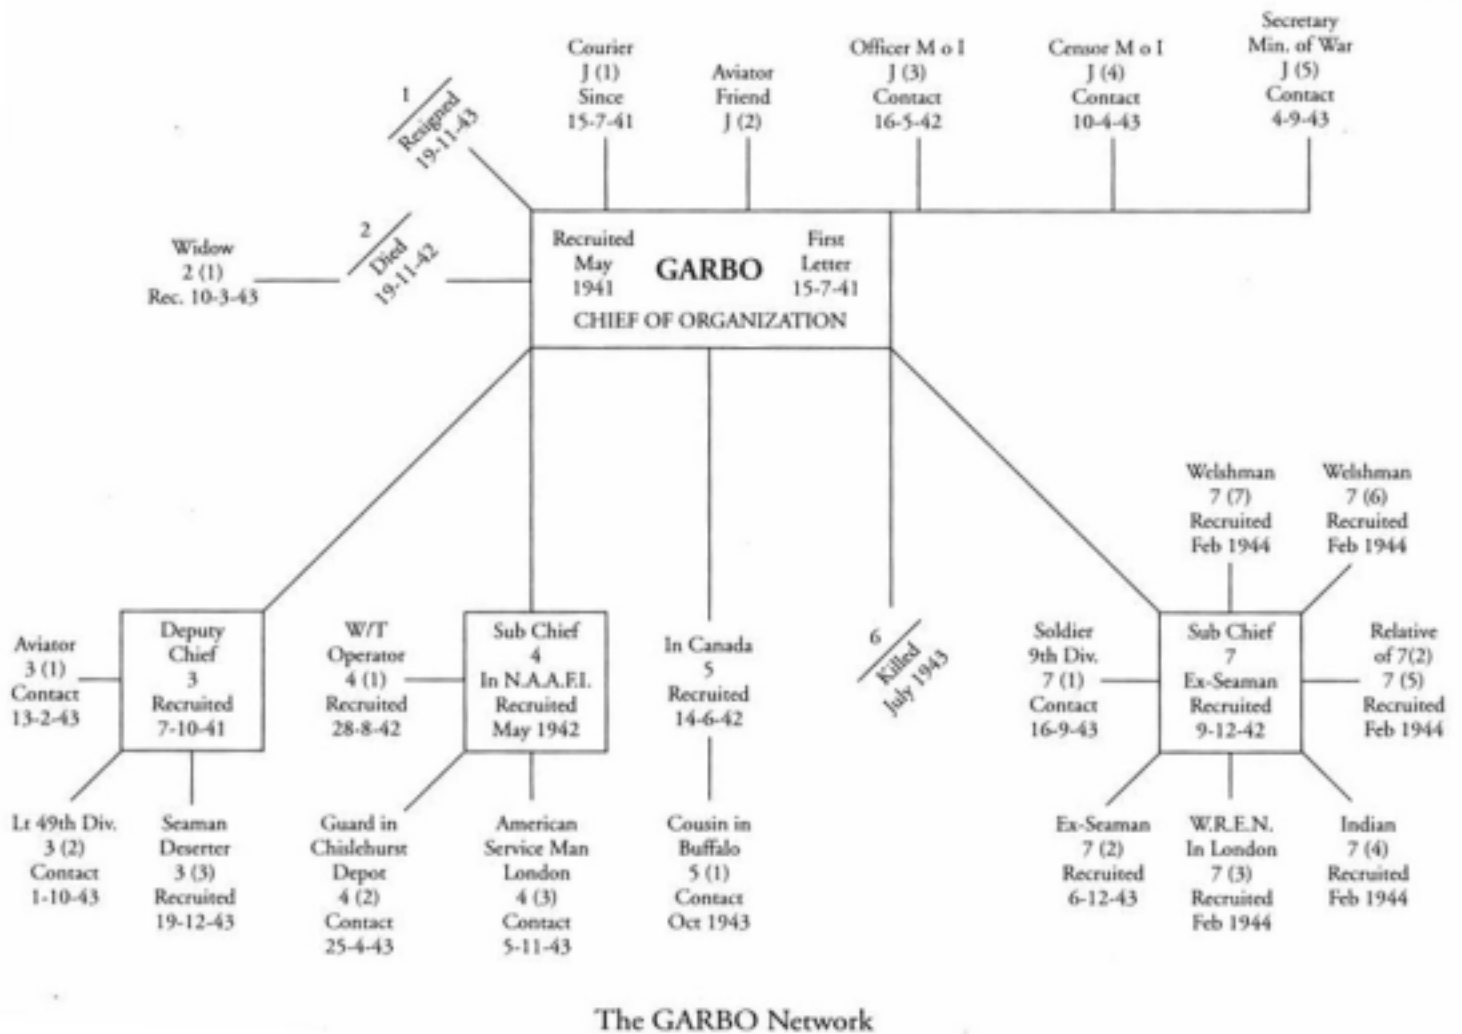 Courier
J (1)
Since
15-7-41
Aviator
Friend
J (2)
Officer M o I
J (3)
Contact
16-5-42
Censor M o I
J (4)
Contact
10-4-43
Secretary
Min. of War
J (5)
Contact
4-9-43
1
Resigned
19-11-43
2
Died
19-11-42
Widow
2 (1)
Rec. 10-3-43
Recruited
May
1941
GARBO
First
Letter
15-7-41
CHIEF OF ORGANIZATION
Aviator
3 (1)
Contact
13-2-43
Deputy
Chief
3
Recruited
7-10-41
Lt 49th Div.
3 (2)
Contact
1-10-43
Seaman
Deserter
3 (3)
Recruited
19-12-43
W/T
Operator
4 (1)
Recruited
28-8-42
Sub Chief
4
In N.A.A.F.I.
Recruited
May 1942
Guard in
Chislehurst
Depot
4 (2)
Contact
25-4-43
American
Service Man
London
4 (3)
Contact
5-11-43
In Canada
5
Recruited
14-6-42
Cousin in
Buffalo
5 (1)
Contact
Oct 1943
6
Killed
July 1943
Welshman
7 (7)
Recruited
Feb 1944
Welshman
7 (6)
Recruited
Feb 1944
Soldier
9th Div.
7 (1)
Contact
16-9-43
Sub Chief
7
Ex-Seaman
Recruited
9-12-42
Relative
of 7(2)
7 (5)
Recruited
Feb 1944
Ex-Seaman
7 (2)
Recruited
6-12-43
W.R.E.N.
In London
7 (3)
Recruited
Feb 1944
Indian
7 (4)
Recruited
Feb 1944
The GARBO Network